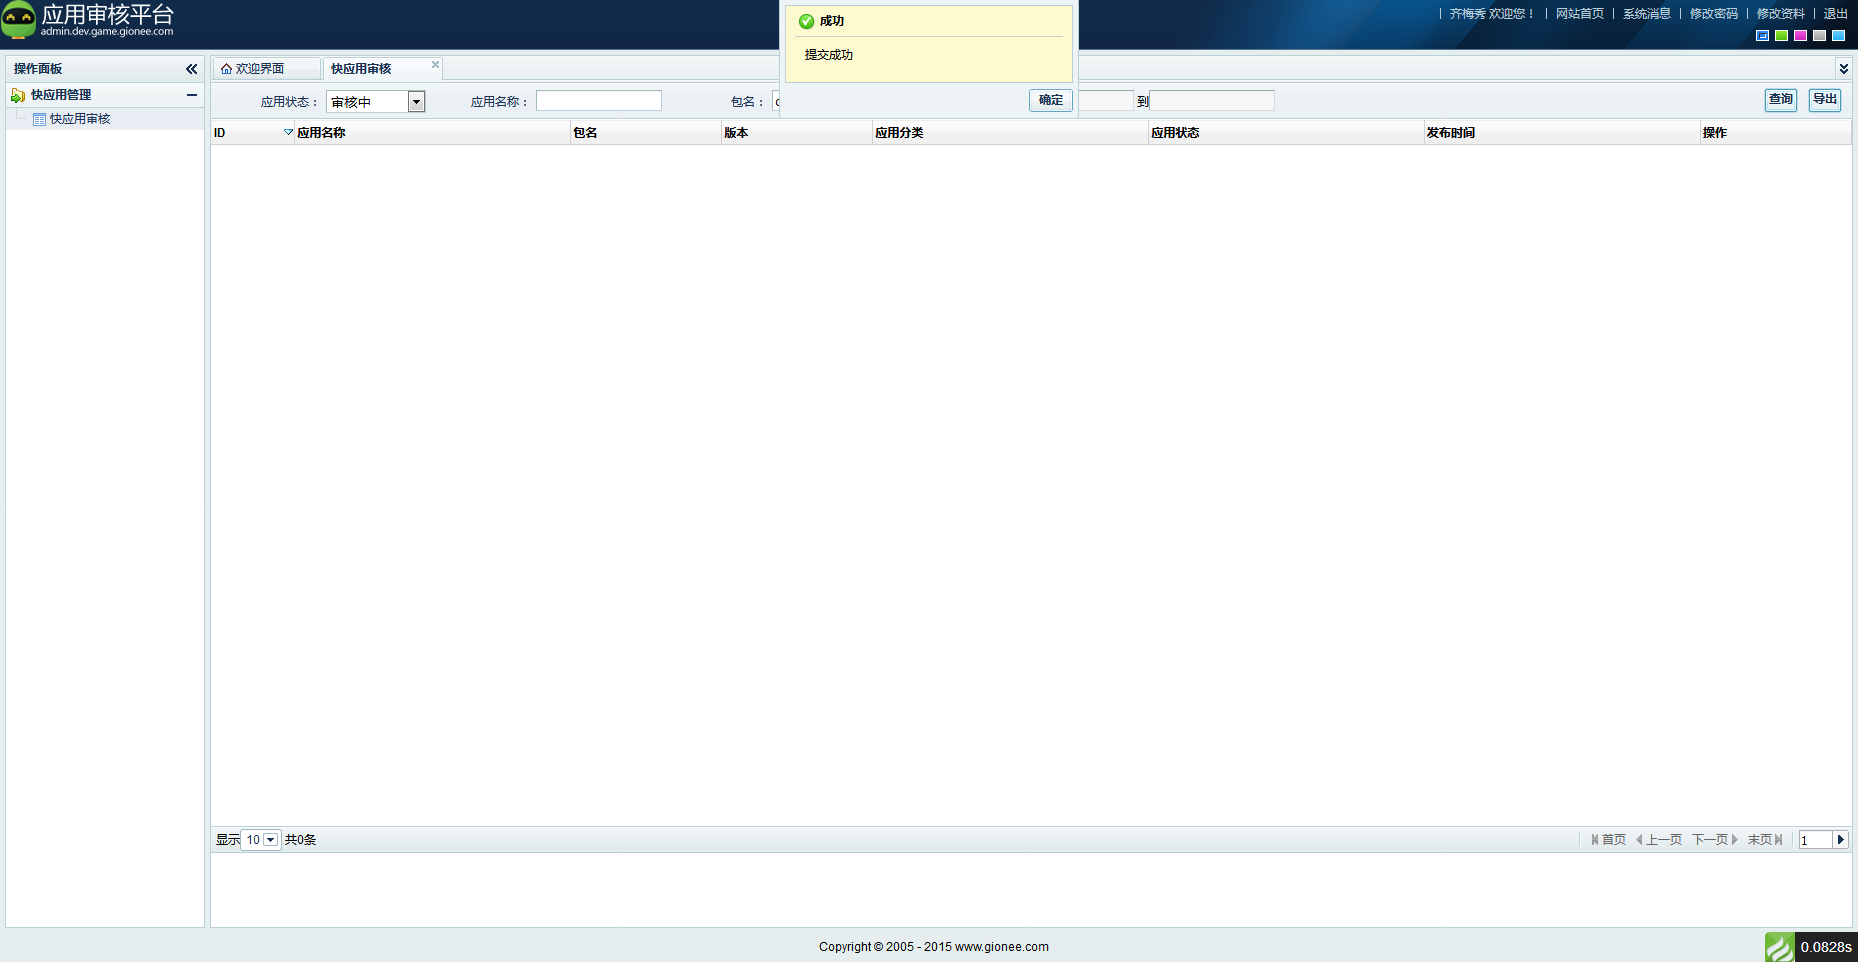 应用审核平台
admin.dev.game.gionee.com
成功
提交成功
确定
齐梅秀 欢迎您！ | 网站首页 | 系统消息 | 修改密码 | 修改资料 | 退出
操作面板
快应用管理
快应用审核
欢迎界面
快应用审核
应用状态：
审核中
应用名称：
包名：
到
查询
导出
ID
应用名称
包名
版本
应用分类
应用状态
发布时间
操作
显示 10 共0条
首页 上一页 下一页 末页 1
Copyright © 2005 - 2015 www.gionee.com
0.0828s